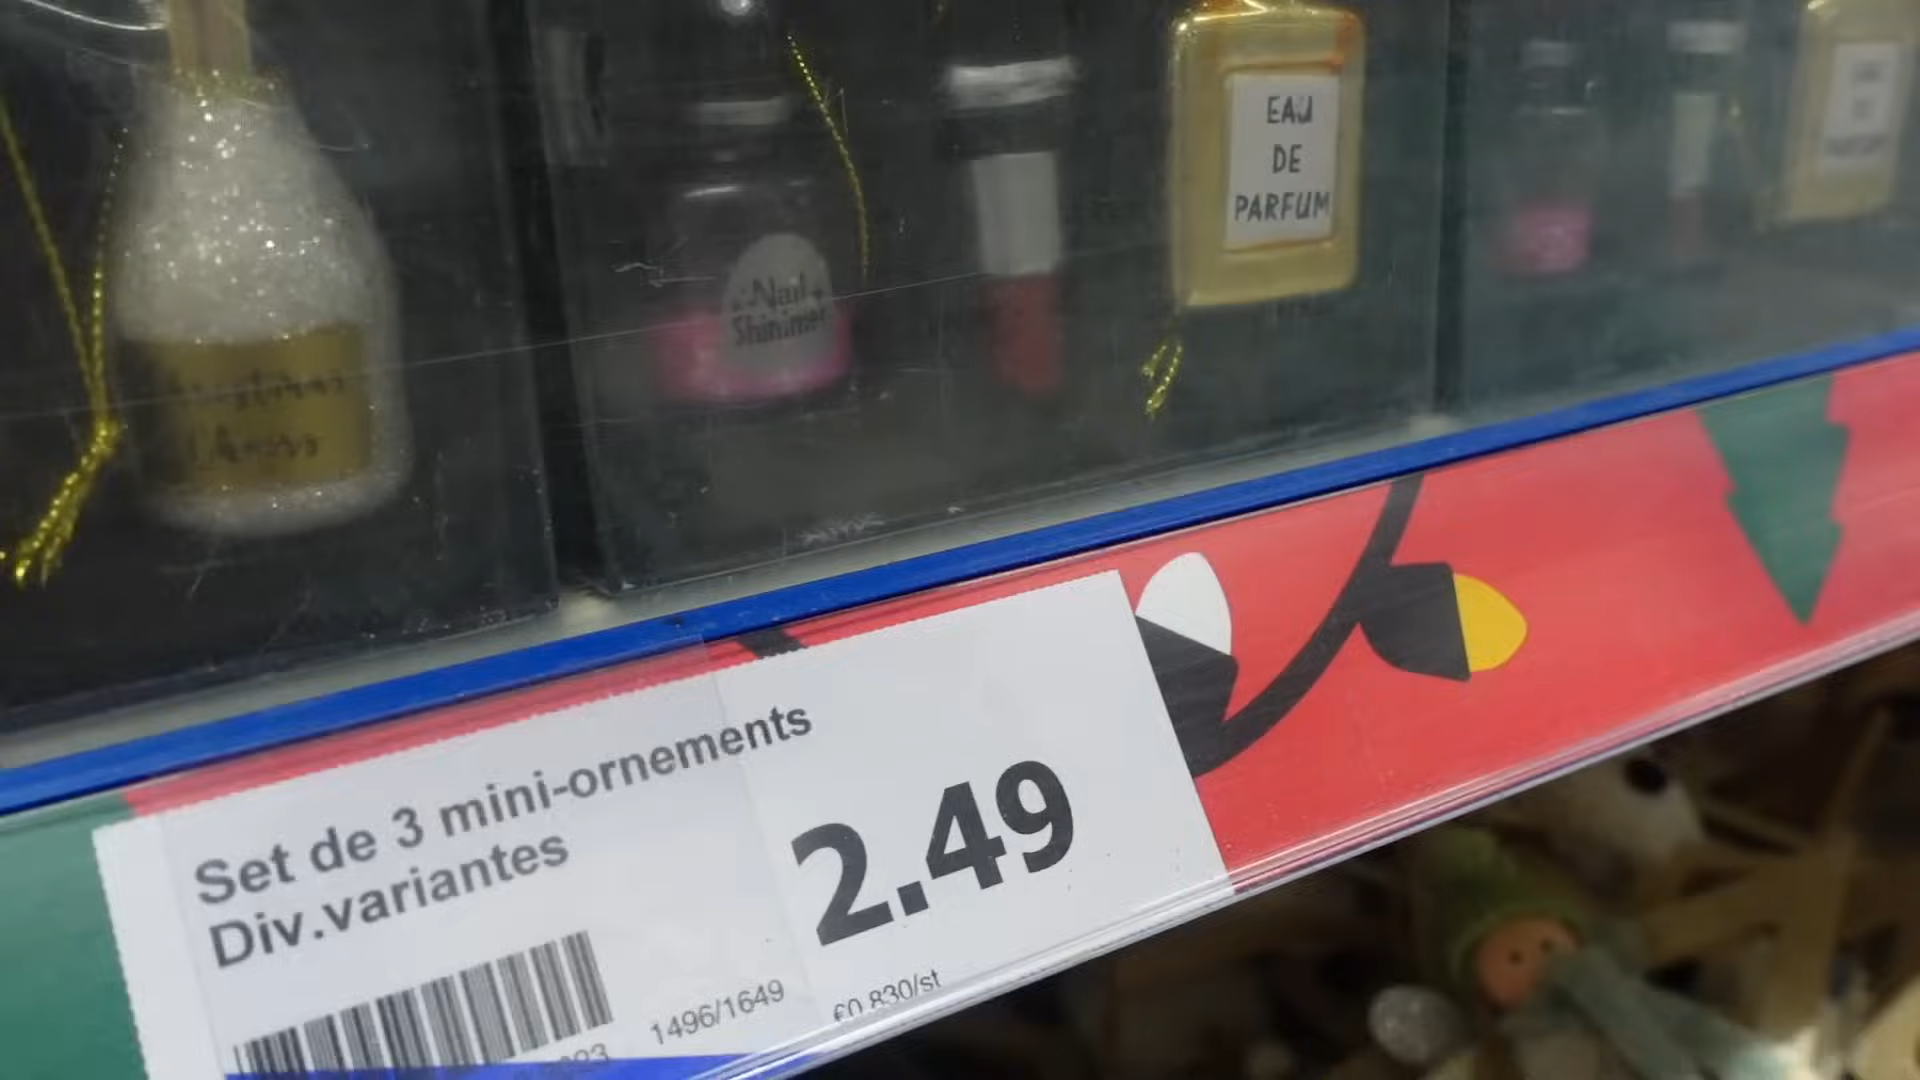 Nail
Shimmer
EAU
DE
PARFUM
Set de 3 mini-ornements
Div.variantes
2.49
1496/1649
€0.830/st